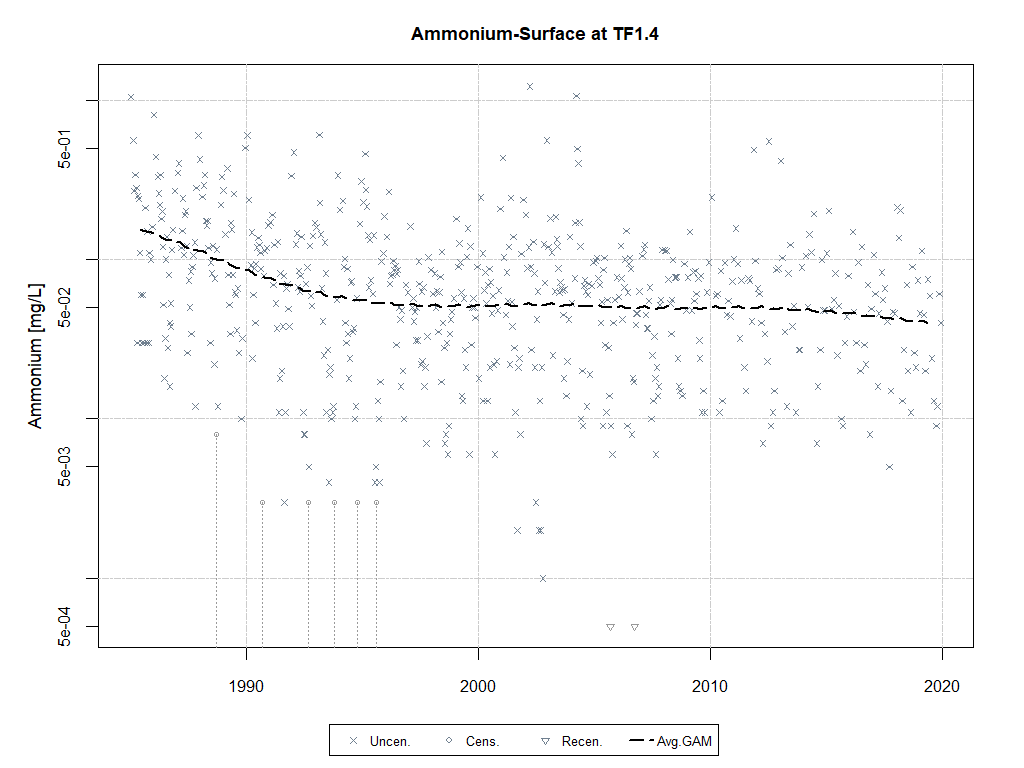 Ammonium-Surface at TF1.4
Ammonium [mg/L]
5e-01
5e-02
5e-03
5e-04
1990 2000 2010 2020
Uncen. Cens. Recen. Avg.GAM